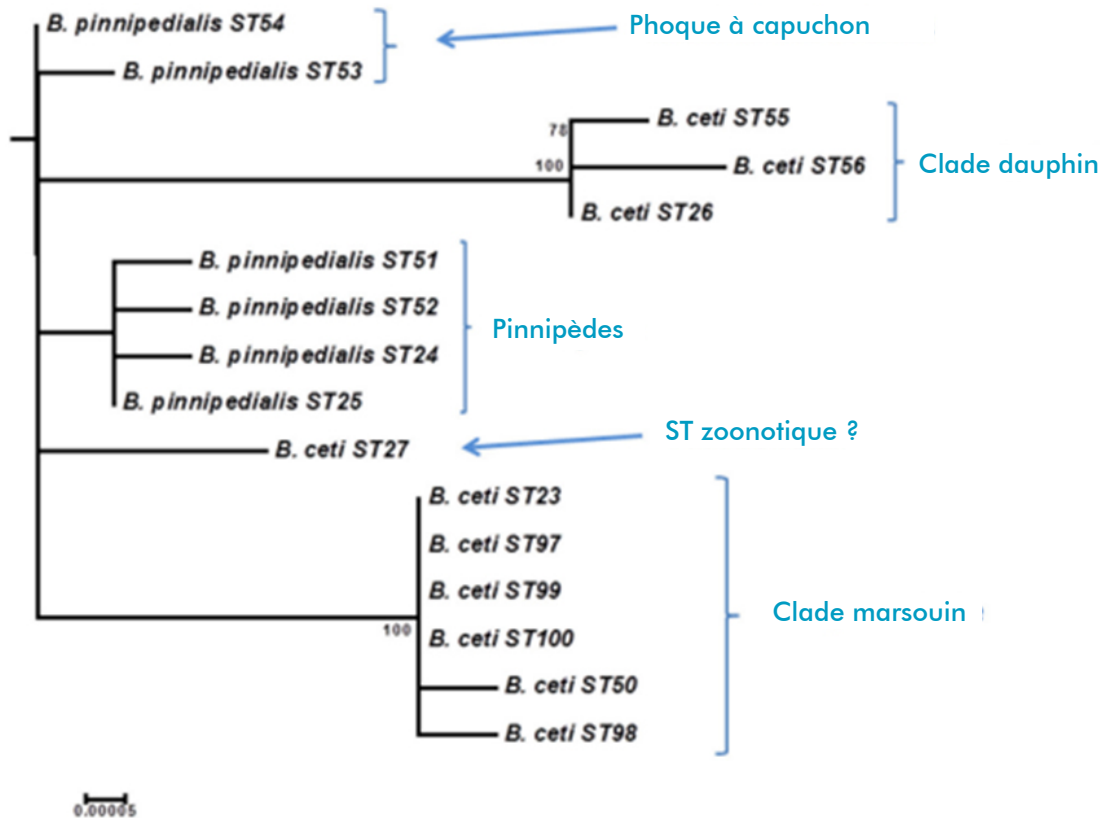 B. pinnipedialis ST54
Phoque à capuchon
B. pinnipedialis ST53
B. ceti ST55
78
100
B. ceti ST56
Clade dauphin
B. ceti ST26
B. pinnipedialis ST51
B. pinnipedialis ST52
Pinnipèdes
B. pinnipedialis ST24
B. pinnipedialis ST25
ST zoonotique ?
B. ceti ST27
B. ceti ST23
B. ceti ST97
B. ceti ST99
Clade marsouin
100
B. ceti ST100
B. ceti ST50
B. ceti ST98
0.00005